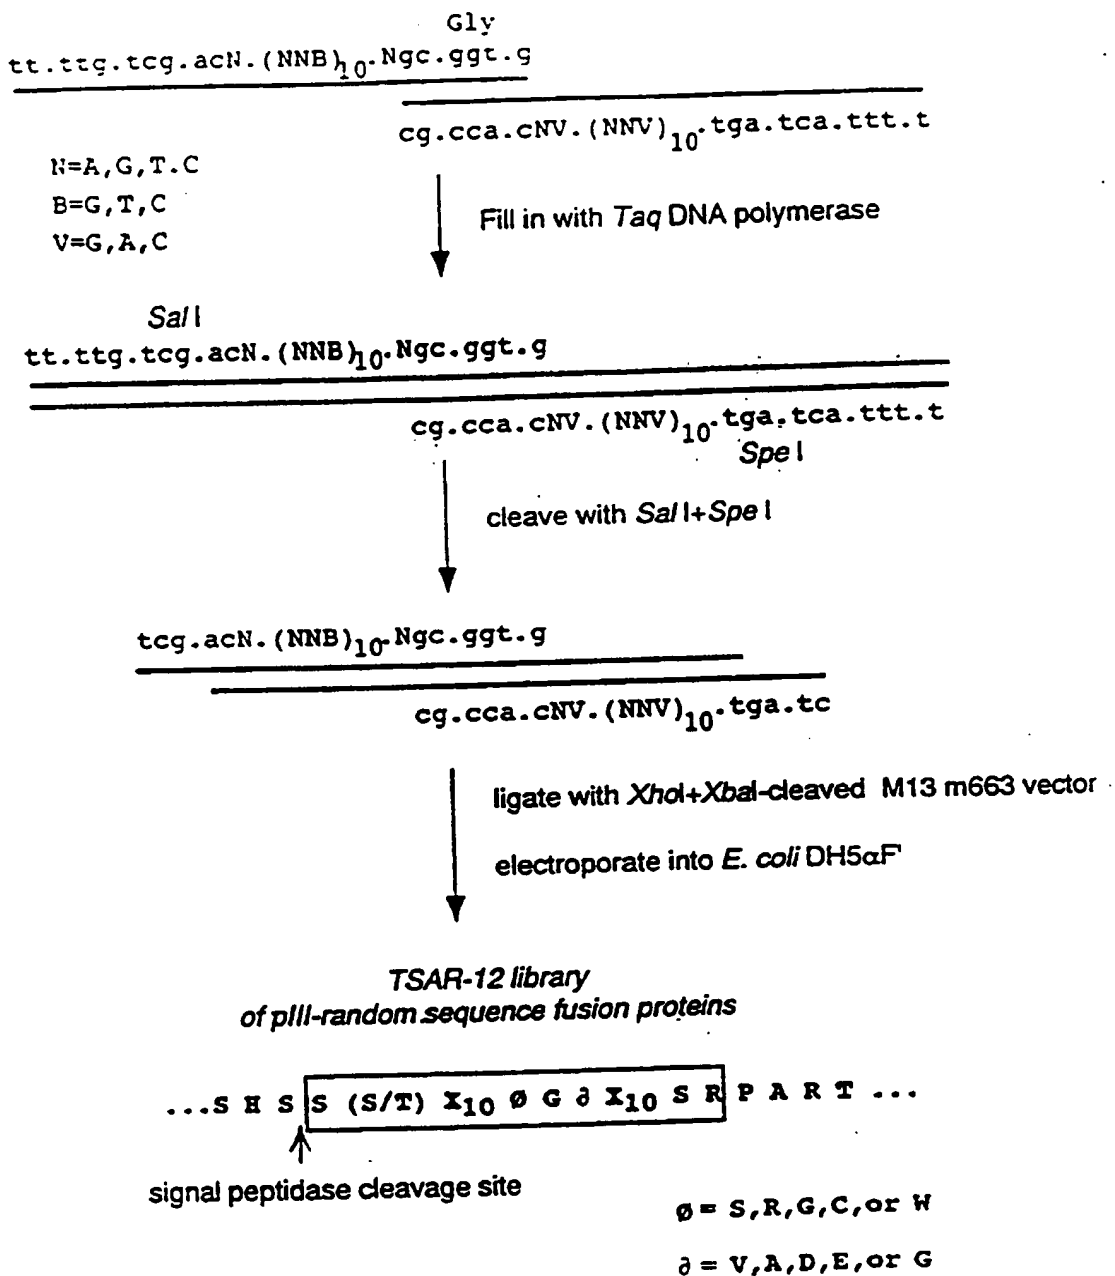 Gly
tt.ttg.tcg.acN.(NNB)10.Ngc.ggt.g
cg.cca.cNV.(NNV)10.tga.tca.ttt.t
N=A,G,T.C
B=G,T,C
V=G,A,C
Fill in with Taq DNA polymerase
Sal I
tt.ttg.tcg.acN.(NNB)10.Ngc.ggt.g
cg.cca.cNV.(NNV)10.tga.tca.ttt.t
Spe I
cleave with Sal I+Spe I
tcg.acN.(NNB)10.Ngc.ggt.g
cg.cca.cNV.(NNV)10.tga.tc
ligate with XhoI+XbaI-cleaved M13 m663 vector
electroporate into E. coli DH5αF'
TSAR-12 library
of pIII-random sequence fusion proteins
...S H S S (S/T) X10 ø G ∂ X10 S R P A R T ...
signal peptidase cleavage site
ø = S,R,G,C,or W
∂ = V,A,D,E,or G